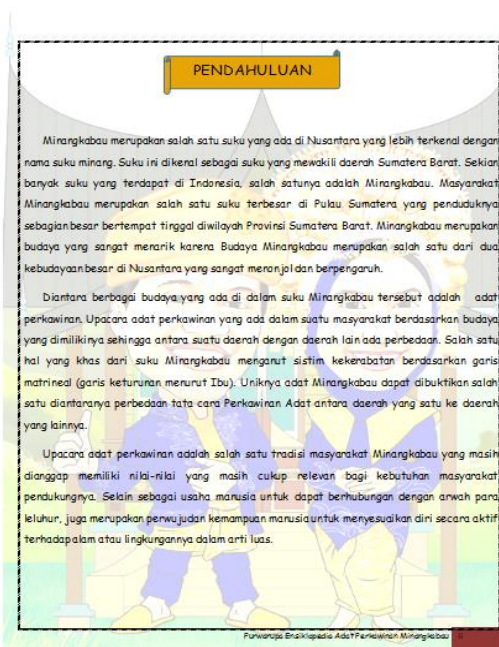 PENDAHULUAN
Minangkabau merupakan salah satu suku yang ada di Nusantara yang lebih terkenal dengan
nama suku minang. Suku ini dikenal sebagai suku yang mewakili daerah Sumatera Barat. Sekian
banyak suku yang terdapat di Indonesia, salah satunya adalah Minangkabau. Masyarakat
Minangkabau merupakan salah satu suku terbesar di Pulau Sumatera yang penduduknya
sebagian besar bertempat tinggal diwilayah Provinsi Sumatera Barat. Minangkabau merupakan
budaya yang sangat menarik karena Budaya Minangkabau merupakan salah satu dari dua
kebudayaan besar di Nusantara yang sangat menonjol dan berpengaruh.
Diantara berbagai budaya yang ada di dalam suku Minangkabau tersebut adalah adat
perkawinan. Upacara adat perkawinan yang ada dalam suatu masyarakat berdasarkan budaya
yang dimilikinya sehingga antara suatu daerah dengan daerah lain ada perbedaan. Salah satu
hal yang khas dari suku Minangkabau menganut sistim kekerabatan berdasarkan garis
matrineal (garis keturunan menurut Ibu). Uniknya adat Minangkabau dapat dibuktikan salah
satu diantaranya perbedaan tata cara Perkawinan Adat antara daerah yang satu ke daerah
yang lainnya.
Upacara adat perkawinan adalah salah satu tradisi masyarakat Minangkabau yang masih
dianggap memiliki nilai-nilai yang masih cukup relevan bagi kebutuhan masyarakat
pendukungnya. Selain sebagai usaha manusia untuk dapat berhubungan dengan arwah para
leluhur, juga merupakan perwujudan kemampuan manusia untuk menyesuaikan diri secara aktif
terhadap alam atau lingkungannya dalam arti luas.
Purwarupa Ensiklopedia Adat Perkawinan Minangkabau